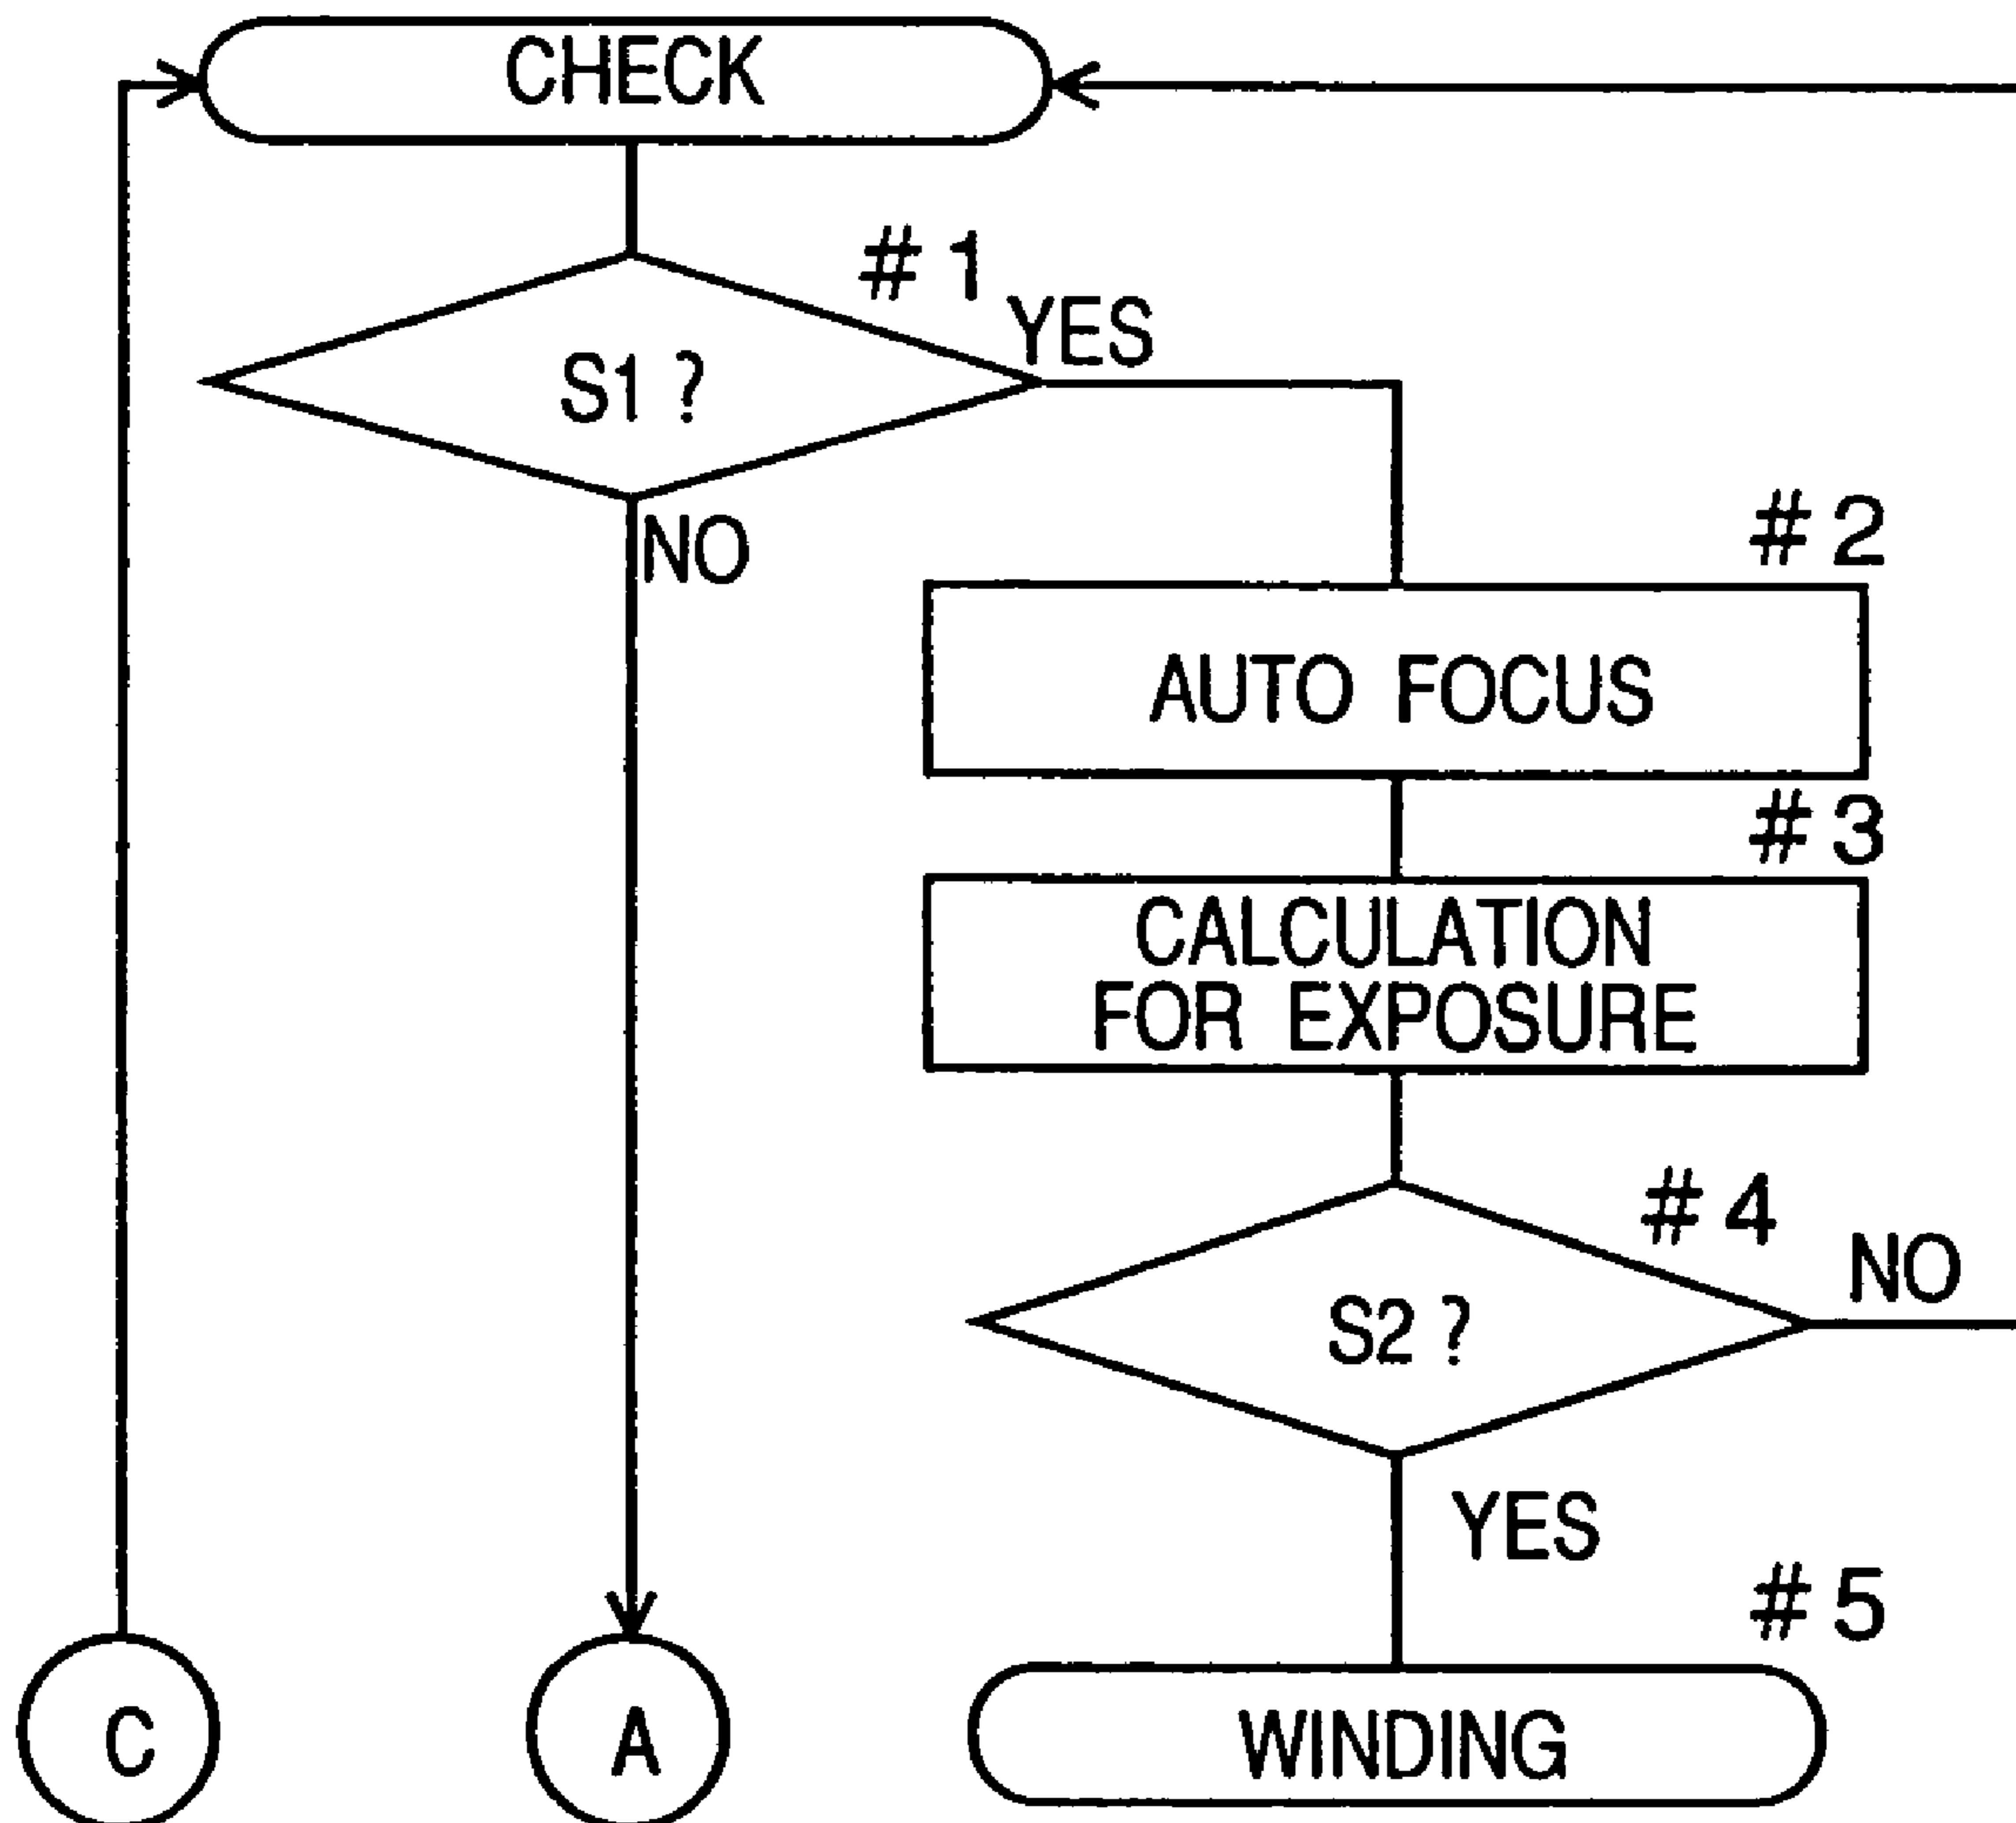 CHECK
# 1
YES
S1 ?
NO
# 2
AUTO FOCUS
# 3
CALCULATION
FOR EXPOSURE
# 4
NO
S2 ?
YES
# 5
C
A
WINDING